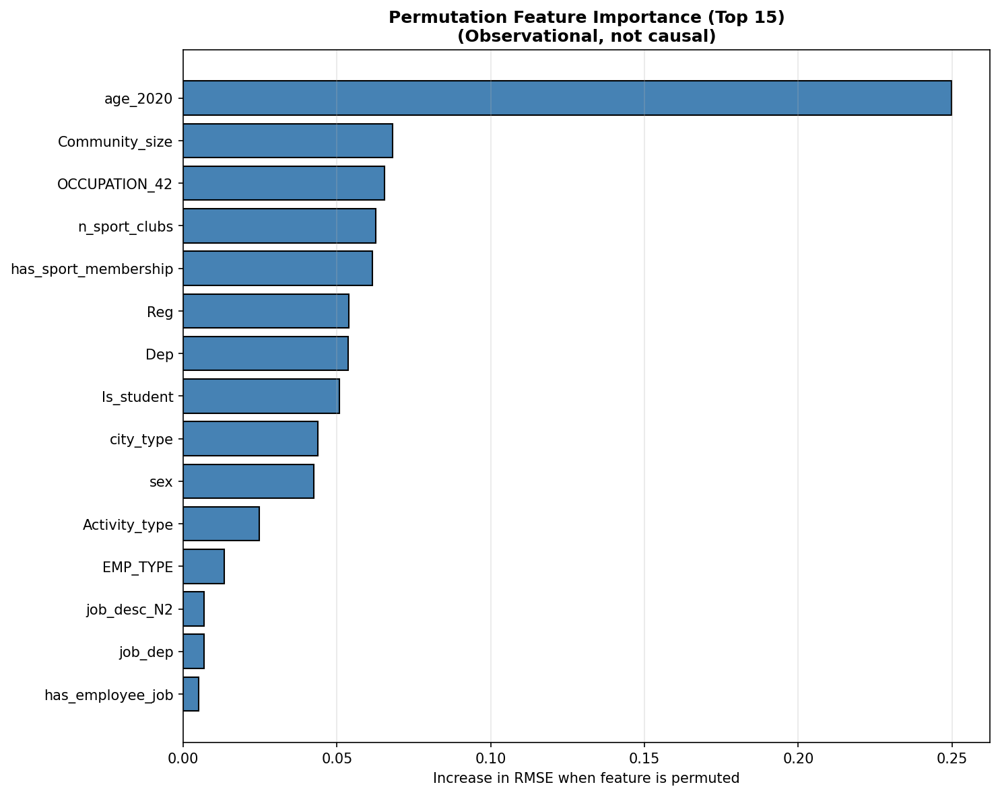 Permutation Feature Importance (Top 15)
(Observational, not causal)
age_2020
Community_size
OCCUPATION_42
n_sport_clubs
has_sport_membership
Reg
Dep
Is_student
city_type
sex
Activity_type
EMP_TYPE
job_desc_N2
job_dep
has_employee_job
0.00 0.05 0.10 0.15 0.20 0.25
Increase in RMSE when feature is permuted